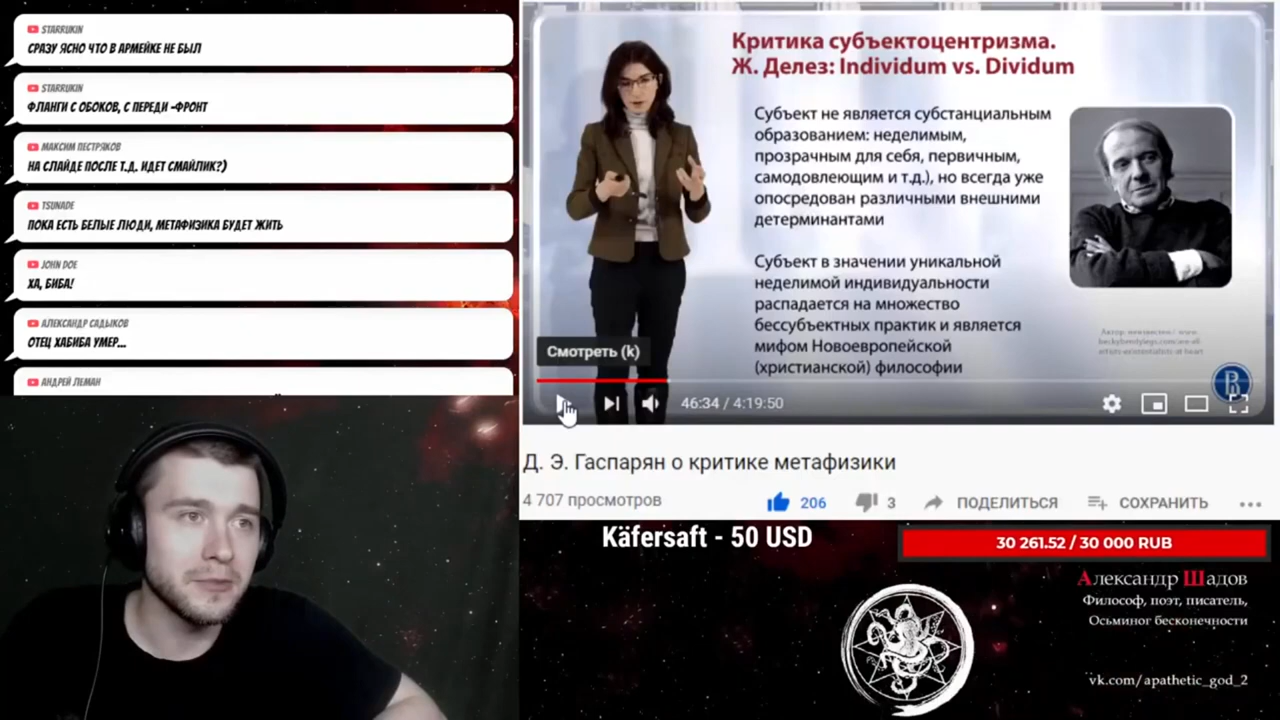 STARRUKIN
СРАЗУ ЯСНО ЧТО В АРМЕЙКЕ НЕ БЫЛ
STARRUKIN
ФЛАНГИ С ОБОКОВ, С ПЕРЕДИ -ФРОНТ
МАКСИМ ПЕСТРЯКОВ
НА СЛАЙДЕ ПОСЛЕ Т.Д. ИДЕТ СМАЙЛИК?)
TSUNADE
ПОКА ЕСТЬ БЕЛЫЕ ЛЮДИ, МЕТАФИЗИКА БУДЕТ ЖИТЬ
JOHN DOE
ХА, БИБА!
АЛЕКСАНДР САДЫКОВ
ОТЕЦ ХАБИБА УМЕР...
АНДРЕЙ ЛЕМАН
Критика субъектоцентризма.
Ж. Делез: Individum vs. Dividum
Субъект не является субстанциальным
образованием: неделимым,
прозрачным для себя, первичным,
самодовлеющим и т.д.), но всегда уже
опосредован различными внешними
детерминантами
Субъект в значении уникальной
неделимой индивидуальности
распадается на множество
бессубъектных практик и является
мифом Новоевропейской
(христианской) философии
Смотреть (k)
46:34 / 4:19:50
Д. Э. Гаспарян о критике метафизики
4 707 просмотров
206
3
ПОДЕЛИТЬСЯ
СОХРАНИТЬ
Käfersaft - 50 USD
30 261.52 / 30 000 RUB
Александр Шадов
Философ, поэт, писатель,
Осьминог бесконечности
vk.com/apathetic_god_2